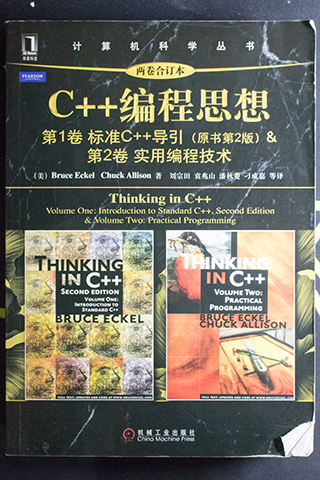 计算机科学丛书
华章科技
PEARSON
两卷合订本
C++编程思想
第1卷 标准C++导引(原书第2版)&
第2卷 实用编程技术
(美) Bruce Eckel Chuck Allison 著 刘宗田 袁兆山 潘秋菱 刁成嘉 等译
Thinking in C++
Volume One: Introduction to Standard C++, Second Edition
& Volume Two: Practical Programming
THINKING
IN C++
SECOND EDITION
VOLUME ONE:
INTRODUCTION TO
STANDARD C++
BRUCE ECKEL
THINKING
IN C++
VOLUME TWO:
PRACTICAL
PROGRAMMING
BRUCE ECKEL
CHUCK ALLISON
机械工业出版社
China Machine Press